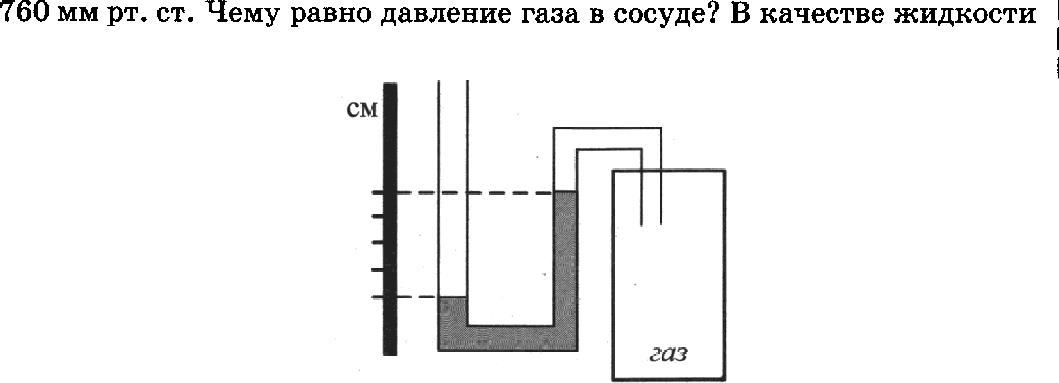 760 мм рт. ст. Чему равно давление газа в сосуде? В качестве жидкости
см
газ